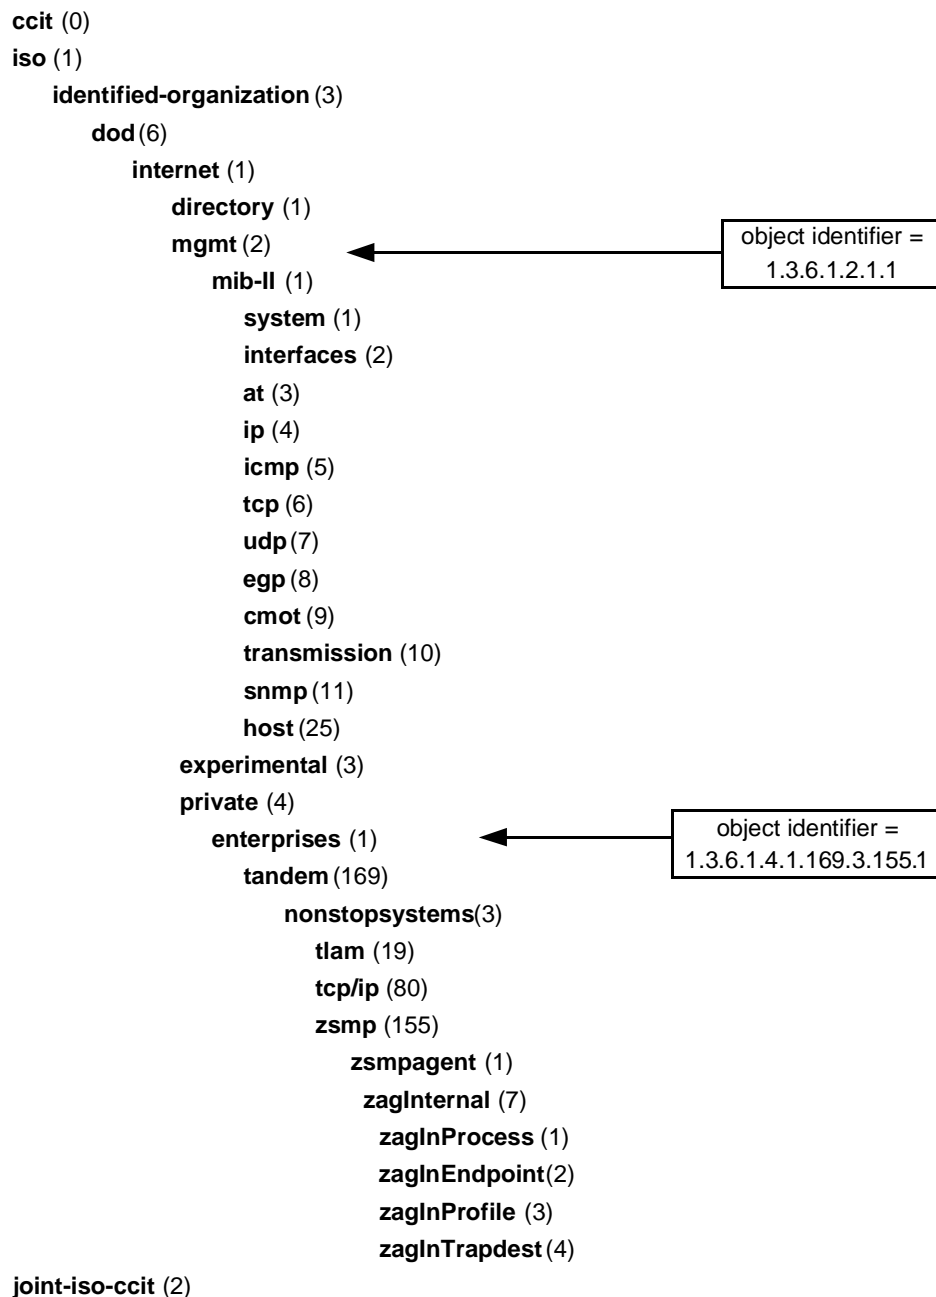 ccit (0)
iso (1)
identified-organization (3)
dod (6)
internet (1)
directory (1)
mgmt (2)
object identifier =
1.3.6.1.2.1.1
mib-II (1)
system (1)
interfaces (2)
at (3)
ip (4)
icmp (5)
tcp (6)
udp (7)
egp (8)
cmot (9)
transmission (10)
snmp (11)
host (25)
experimental (3)
private (4)
enterprises (1)
object identifier =
1.3.6.1.4.1.169.3.155.1
tandem (169)
nonstopsystems(3)
tlam (19)
tcp/ip (80)
zsmp (155)
zsmpagent (1)
zagInternal (7)
zagInProcess (1)
zagInEndpoint(2)
zagInProfile (3)
zagInTrapdest (4)
joint-iso-ccit (2)